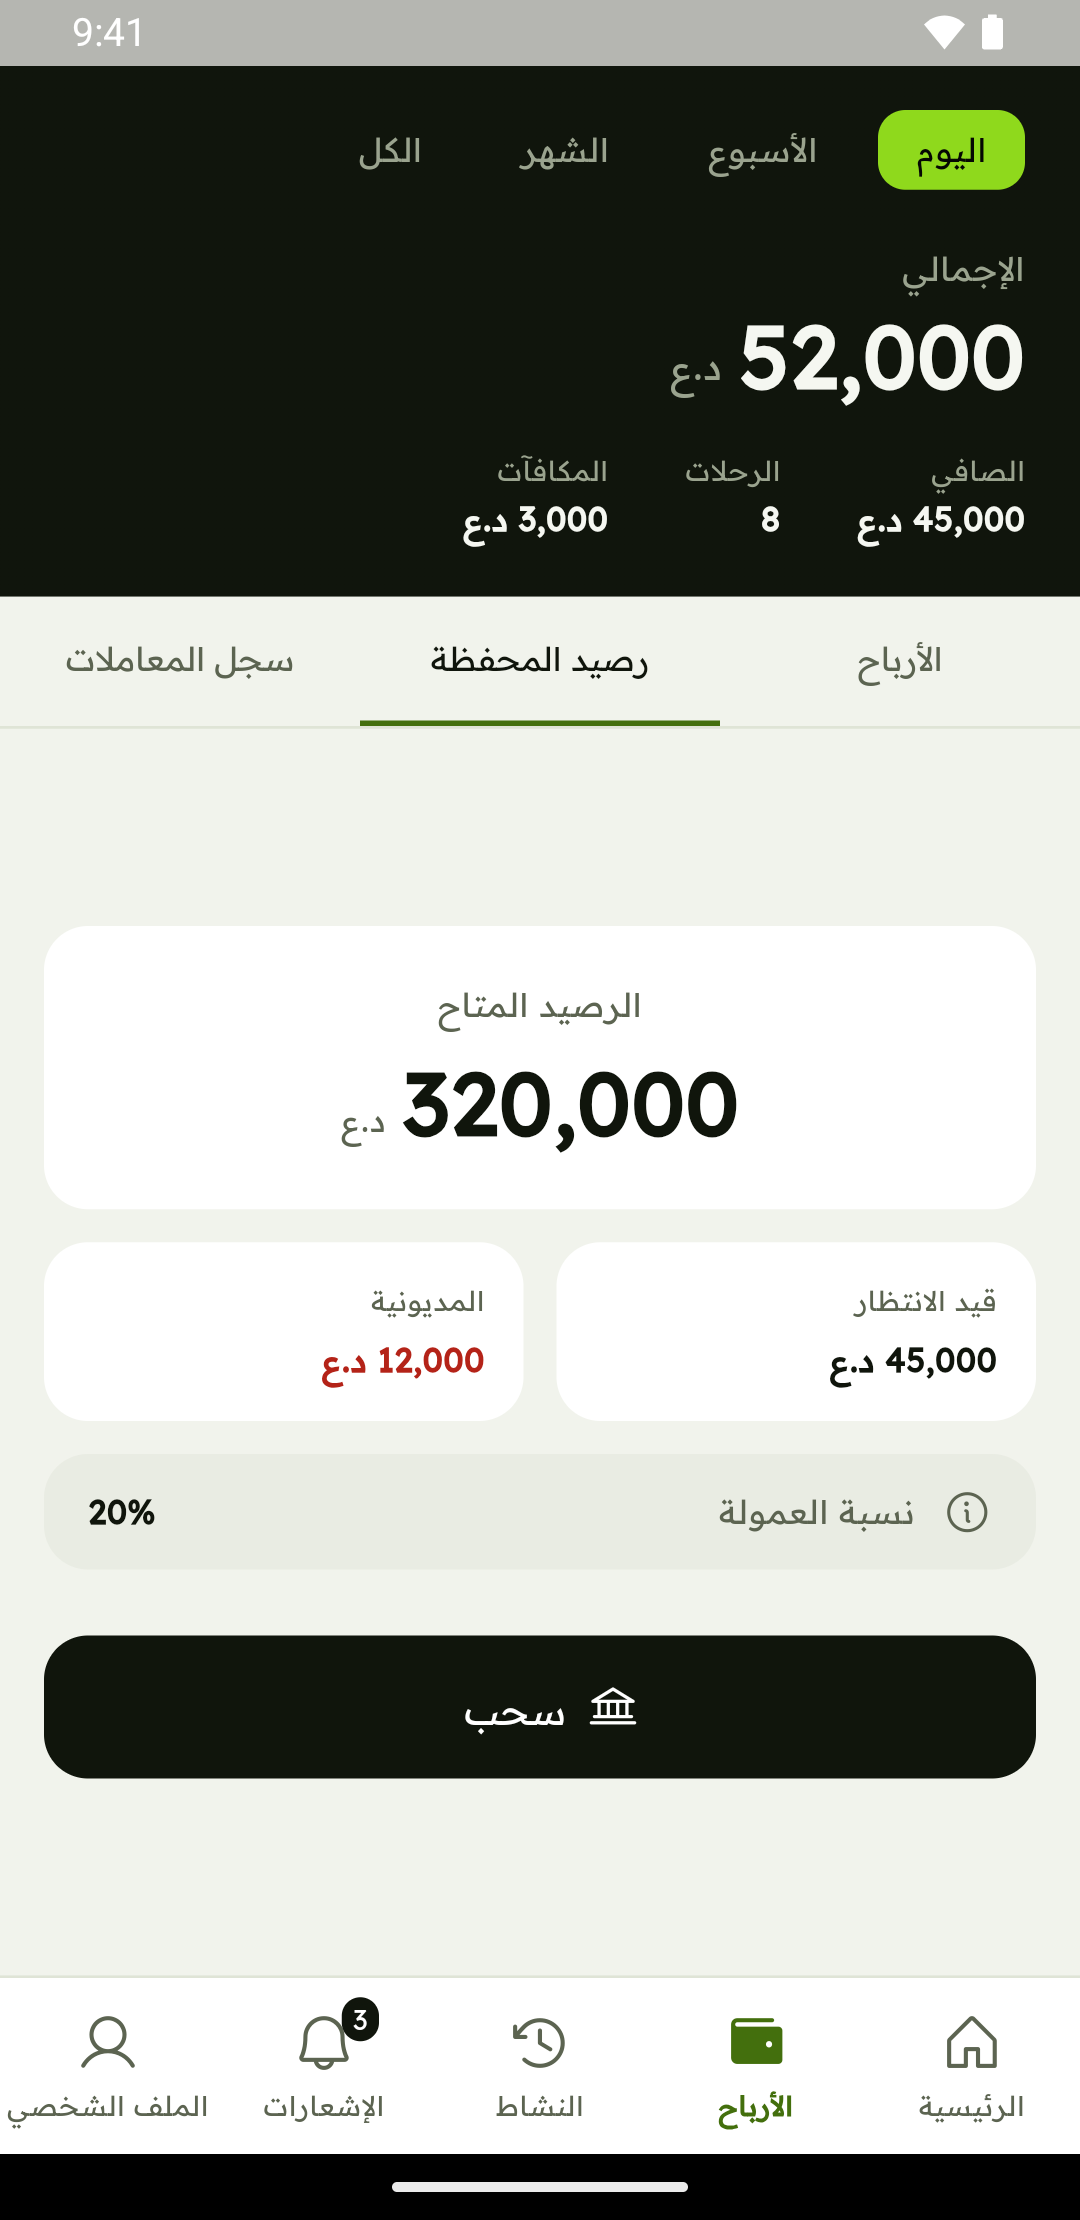 9:41
اليوم الأسبوع الشهر الكل
الإجمالي
52,000 د.ع
الصافي الرحلات المكافآت
45,000 د.ع 8 3,000 د.ع
الأرباح رصيد المحفظة سجل المعاملات
الرصيد المتاح
320,000 د.ع
قيد الانتظار المديونية
45,000 د.ع 12,000 د.ع
نسبة العمولة 20%
سحب
3
الرئيسية الأرباح النشاط الإشعارات الملف الشخصي